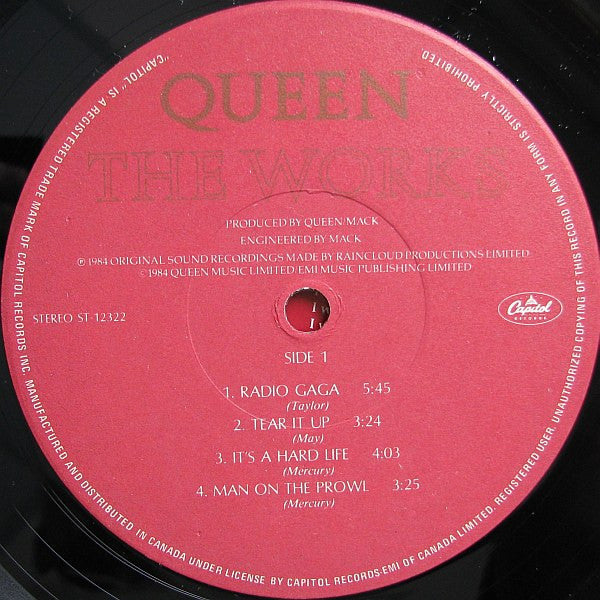 QUEEN
THE WORKS
PRODUCED BY QUEEN/MACK
ENGINEERED BY MACK
℗ 1984 ORIGINAL SOUND RECORDINGS MADE BY RAINCLOUD PRODUCTIONS LIMITED
©1984 QUEEN MUSIC LIMITED/EMI MUSIC PUBLISHING LIMITED
STEREO ST-12322
Capitol
RECORDS
SIDE 1
1. RADIO GAGA 5:45
(Taylor)
2. TEAR IT UP 3:24
(May)
3. IT'S A HARD LIFE 4:03
(Mercury)
4. MAN ON THE PROWL 3:25
(Mercury)
"CAPITOL" IS A REGISTERED TRADE MARK OF CAPITOL RECORDS INC. MANUFACTURED AND DISTRIBUTED IN CANADA UNDER LICENSE BY CAPITOL RECORDS-EMI OF CANADA LIMITED. REGISTERED USER. UNAUTHORIZED COPYING OF THIS RECORD IN ANY FORM IS STRICTLY PROHIBITED